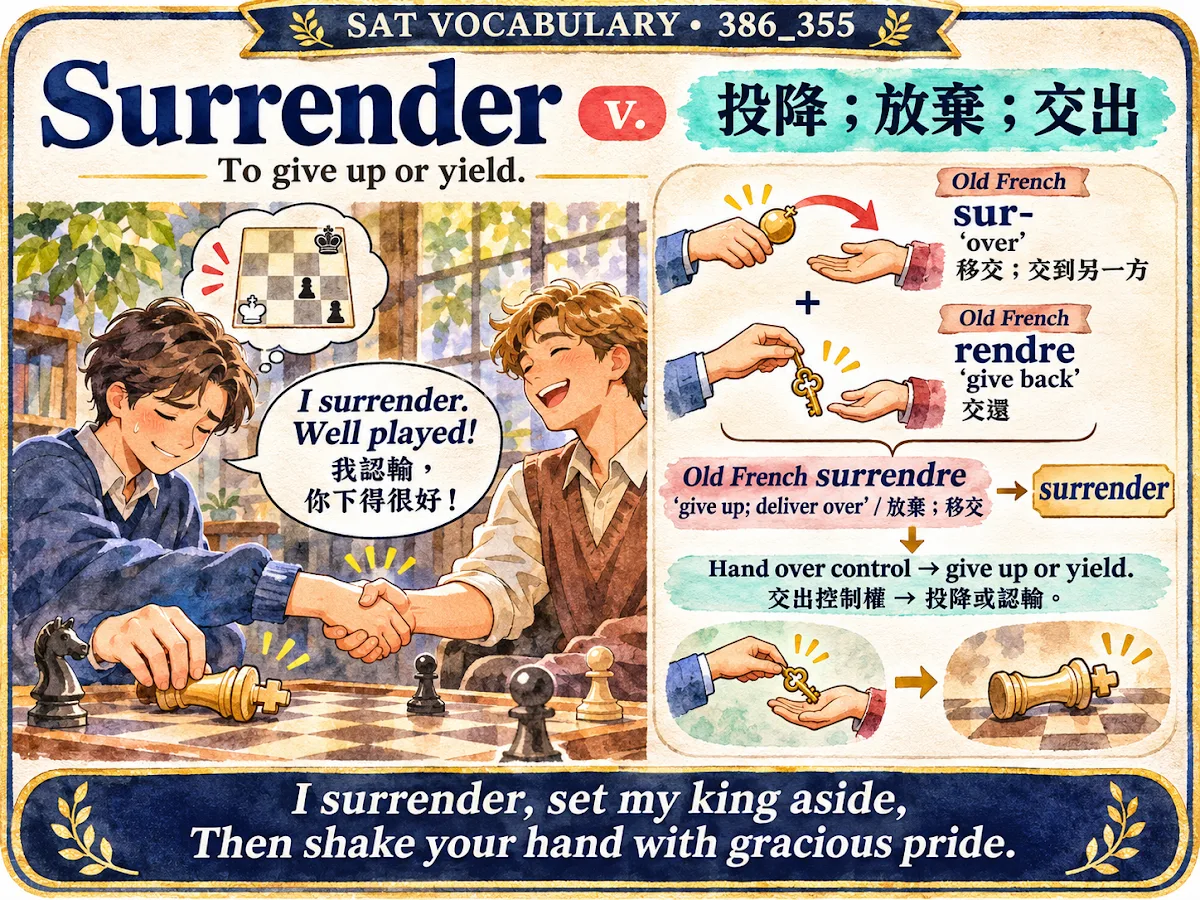 SAT VOCABULARY • 386_355
Surrender v.
投降；放棄；交出
To give up or yield.
I surrender.
Well played!
我認輸，
你下得很好！
Old French
sur-
‘over’
移交；交到另一方
+
Old French
rendre
‘give back’
交還
Old French surrendre
‘give up; deliver over’ / 放棄；移交
→ surrender
Hand over control → give up or yield.
交出控制權 → 投降或認輸。
I surrender, set my king aside,
Then shake your hand with gracious pride.